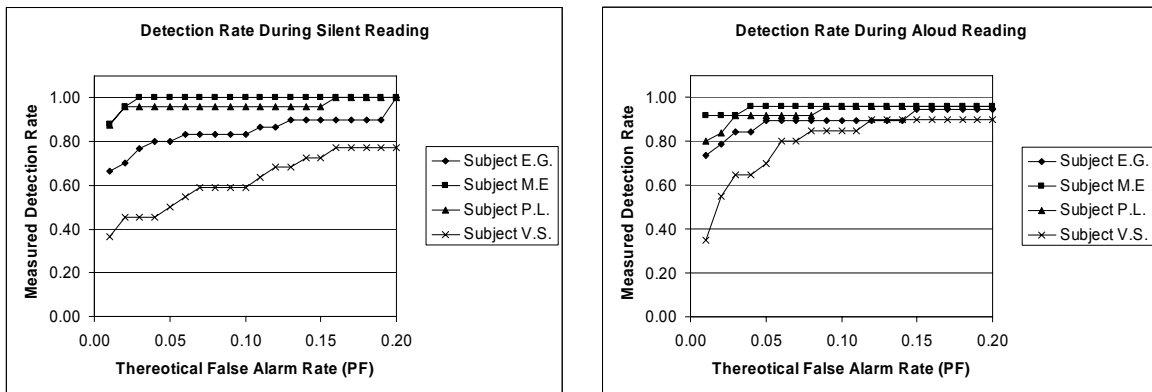 Detection Rate During Silent Reading
Measured Detection Rate
1.00
0.80
0.60
0.40
0.20
0.00
0.00 0.05 0.10 0.15 0.20
Thereotical False Alarm Rate (PF)
Subject E.G.
Subject M.E
Subject P.L.
Subject V.S.
Detection Rate During Aloud Reading
Measured Detection Rate
1.00
0.80
0.60
0.40
0.20
0.00
0.00 0.05 0.10 0.15 0.20
Thereotical False Alarm Rate (PF)
Subject E.G.
Subject M.E
Subject P.L.
Subject V.S.